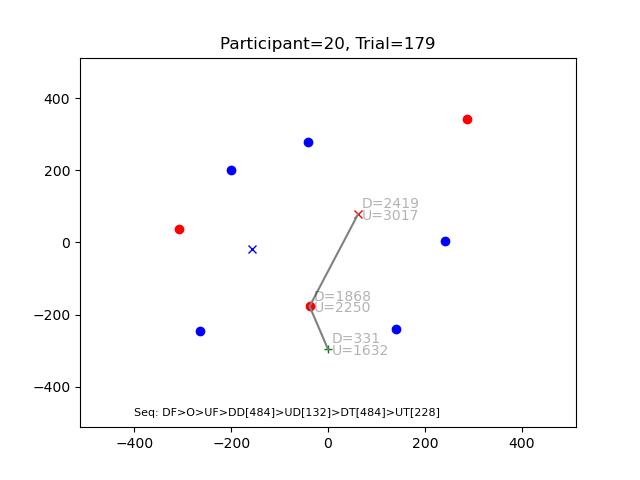 Participant=20, Trial=179
400
200
0
−200
−400
D=2419
U=3017
D=1868
U=2250
D=331
U=1632
Seq: DF>O>UF>DD[484]>UD[132]>DT[484]>UT[228]
−400
−200
0
200
400